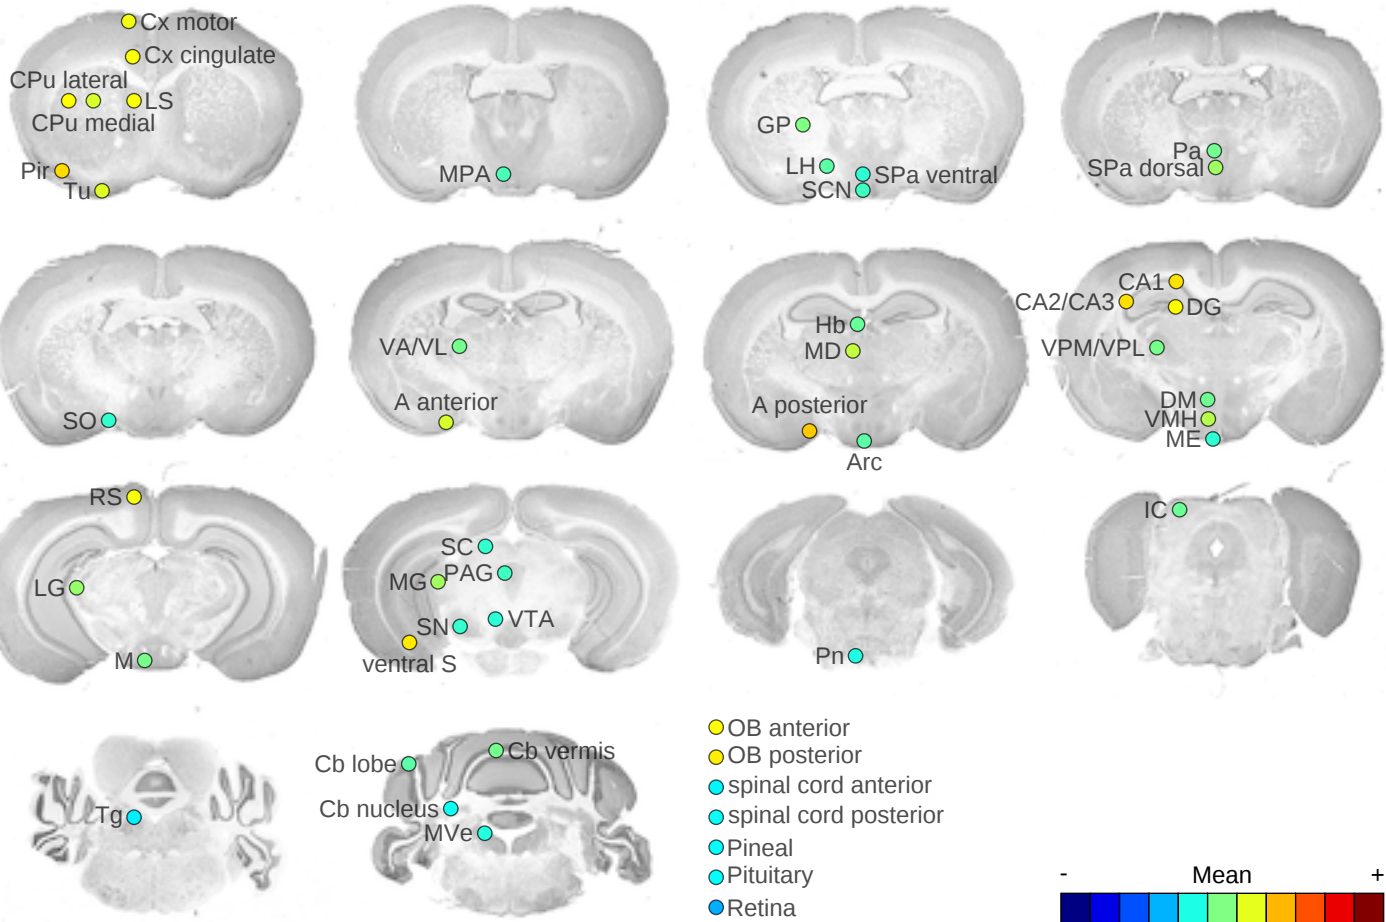 Cx motor
Cx cingulate
CPu lateral
LS
CPu medial
Pir
Tu
MPA
GP
LH
SPa ventral
SCN
Pa
SPa dorsal
SO
VA/VL
A anterior
Hb
MD
A posterior
Arc
CA1
CA2/CA3
DG
VPM/VPL
DM
VMH
ME
RS
LG
M
SC
PAG
MG
SN
VTA
ventral S
Pn
IC
Tg
Cb lobe
Cb vermis
Cb nucleus
MVe
OB anterior
OB posterior
spinal cord anterior
spinal cord posterior
Pineal
Pituitary
Retina
- Mean +